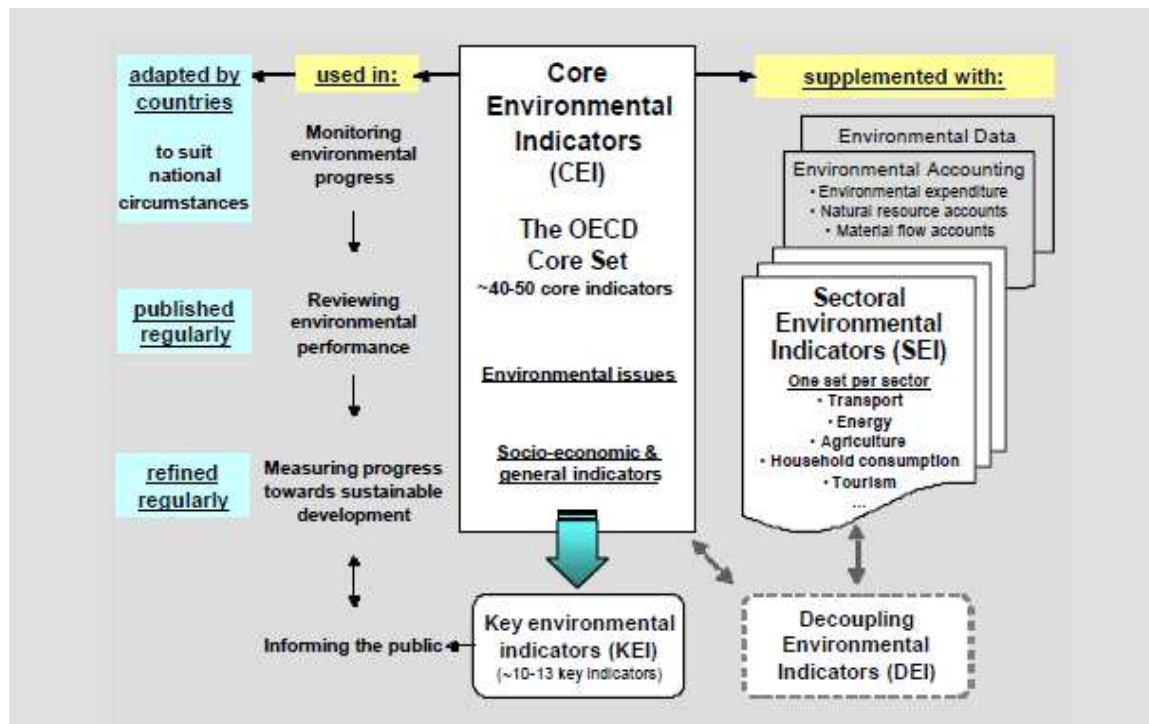 adapted by
countries
to suit
national
circumstances
published
regularly
refined
regularly
used in:
Monitoring
environmental
progress
Reviewing
environmental
performance
Measuring progress
towards sustainable
development
Informing the public
Core
Environmental
Indicators
(CEI)
The OECD
Core Set
~40-50 core indicators
Environmental issues
Socio-economic &
general indicators
Key environmental
indicators (KEI)
(~10-13 key indicators)
supplemented with:
Environmental Data
Environmental Accounting
• Environmental expenditure
• Natural resource accounts
• Material flow accounts
Sectoral
Environmental
Indicators (SEI)
One set per sector
• Transport
• Energy
• Agriculture
• Household consumption
• Tourism
...
Decoupling
Environmental
Indicators (DEI)